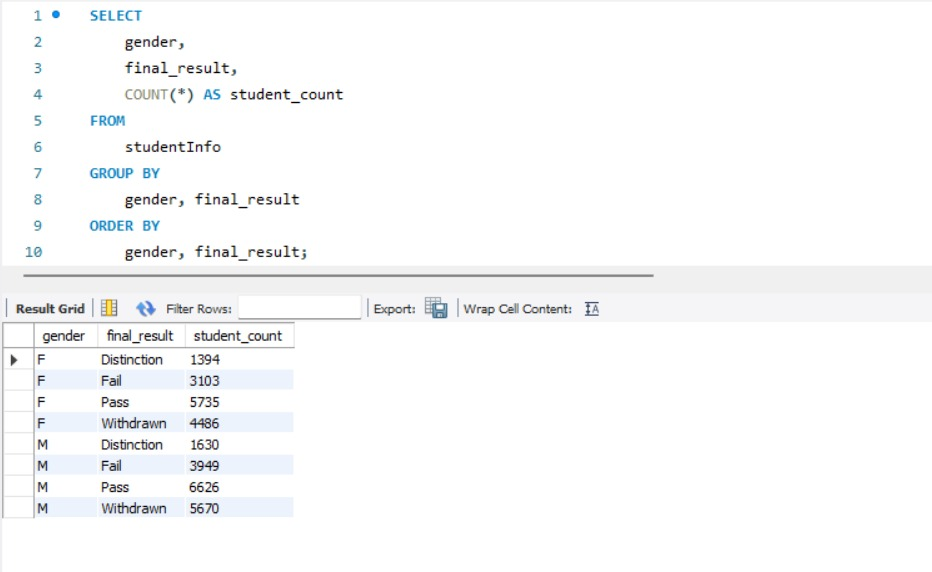 1 SELECT
2 gender,
3 final_result,
4 COUNT(*) AS student_count
5 FROM
6 studentInfo
7 GROUP BY
8 gender, final_result
9 ORDER BY
10 gender, final_result;
Result Grid Filter Rows: Export: Wrap Cell Content: IA
gender final_result student_count
F Distinction 1394
F Fail 3103
F Pass 5735
F Withdrawn 4486
M Distinction 1630
M Fail 3949
M Pass 6626
M Withdrawn 5670